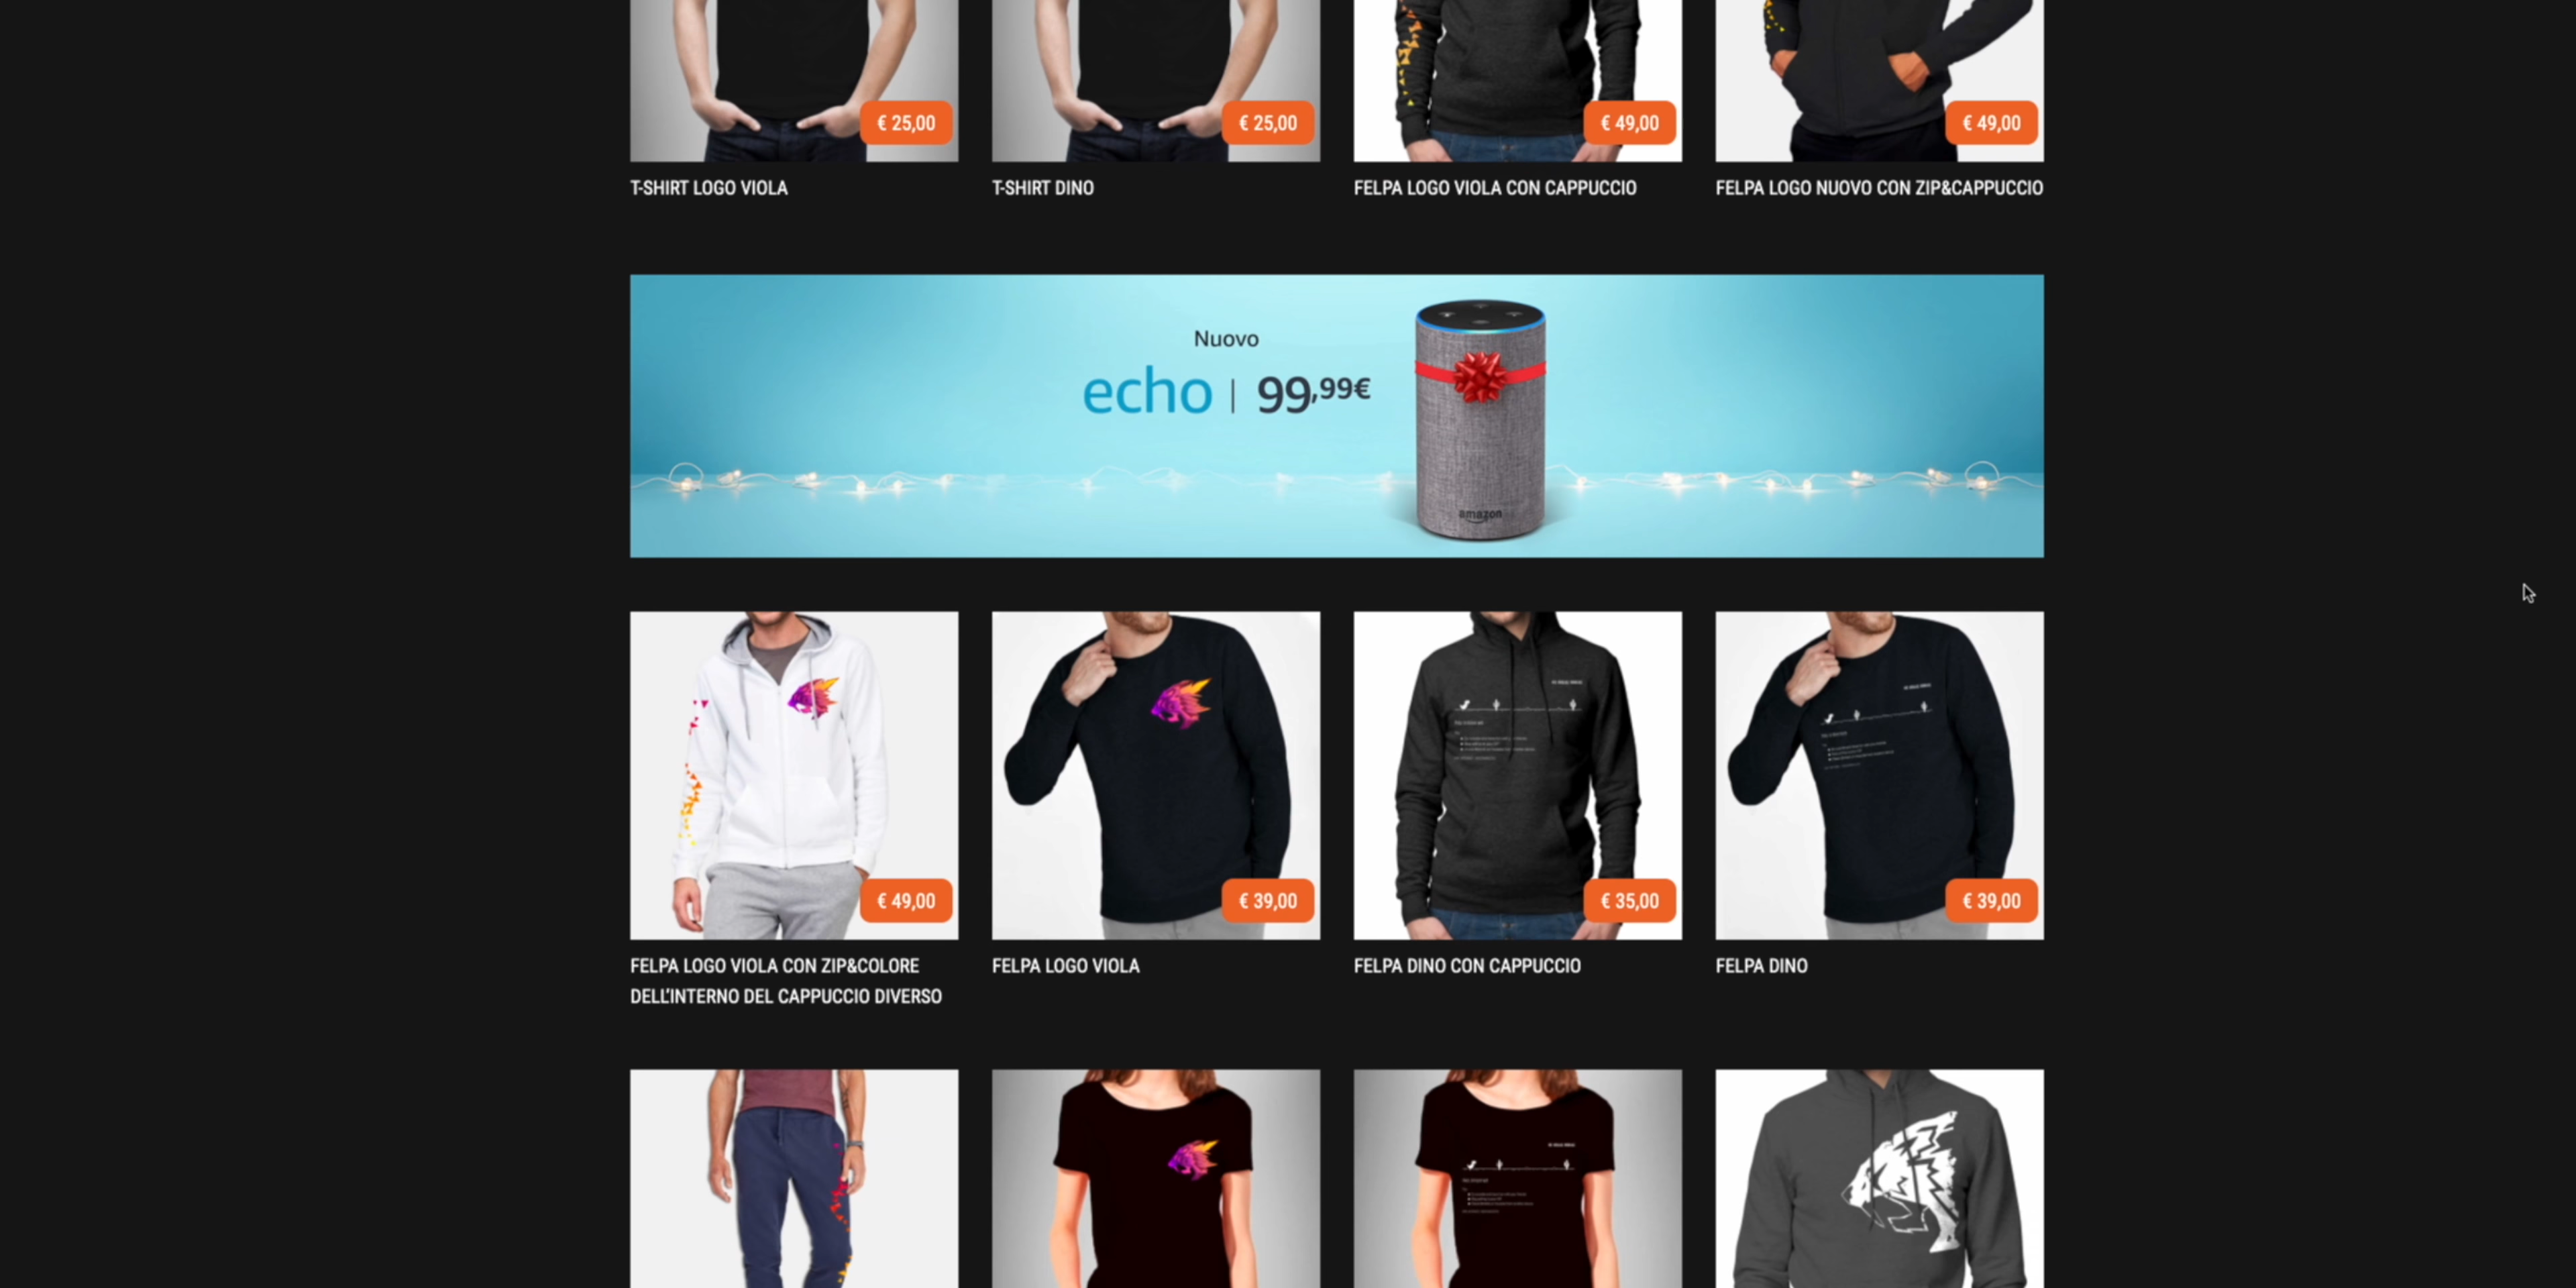 € 25,00
€ 25,00
€ 49,00
€ 49,00
T-SHIRT LOGO VIOLA
T-SHIRT DINO
FELPA LOGO VIOLA CON CAPPUCCIO
FELPA LOGO NUOVO CON ZIP&CAPPUCCIO
Nuovo
echo | 99,99€
amazon
€ 49,00
€ 39,00
€ 35,00
€ 39,00
FELPA LOGO VIOLA CON ZIP&COLORE
DELL'INTERNO DEL CAPPUCCIO DIVERSO
FELPA LOGO VIOLA
FELPA DINO CON CAPPUCCIO
FELPA DINO